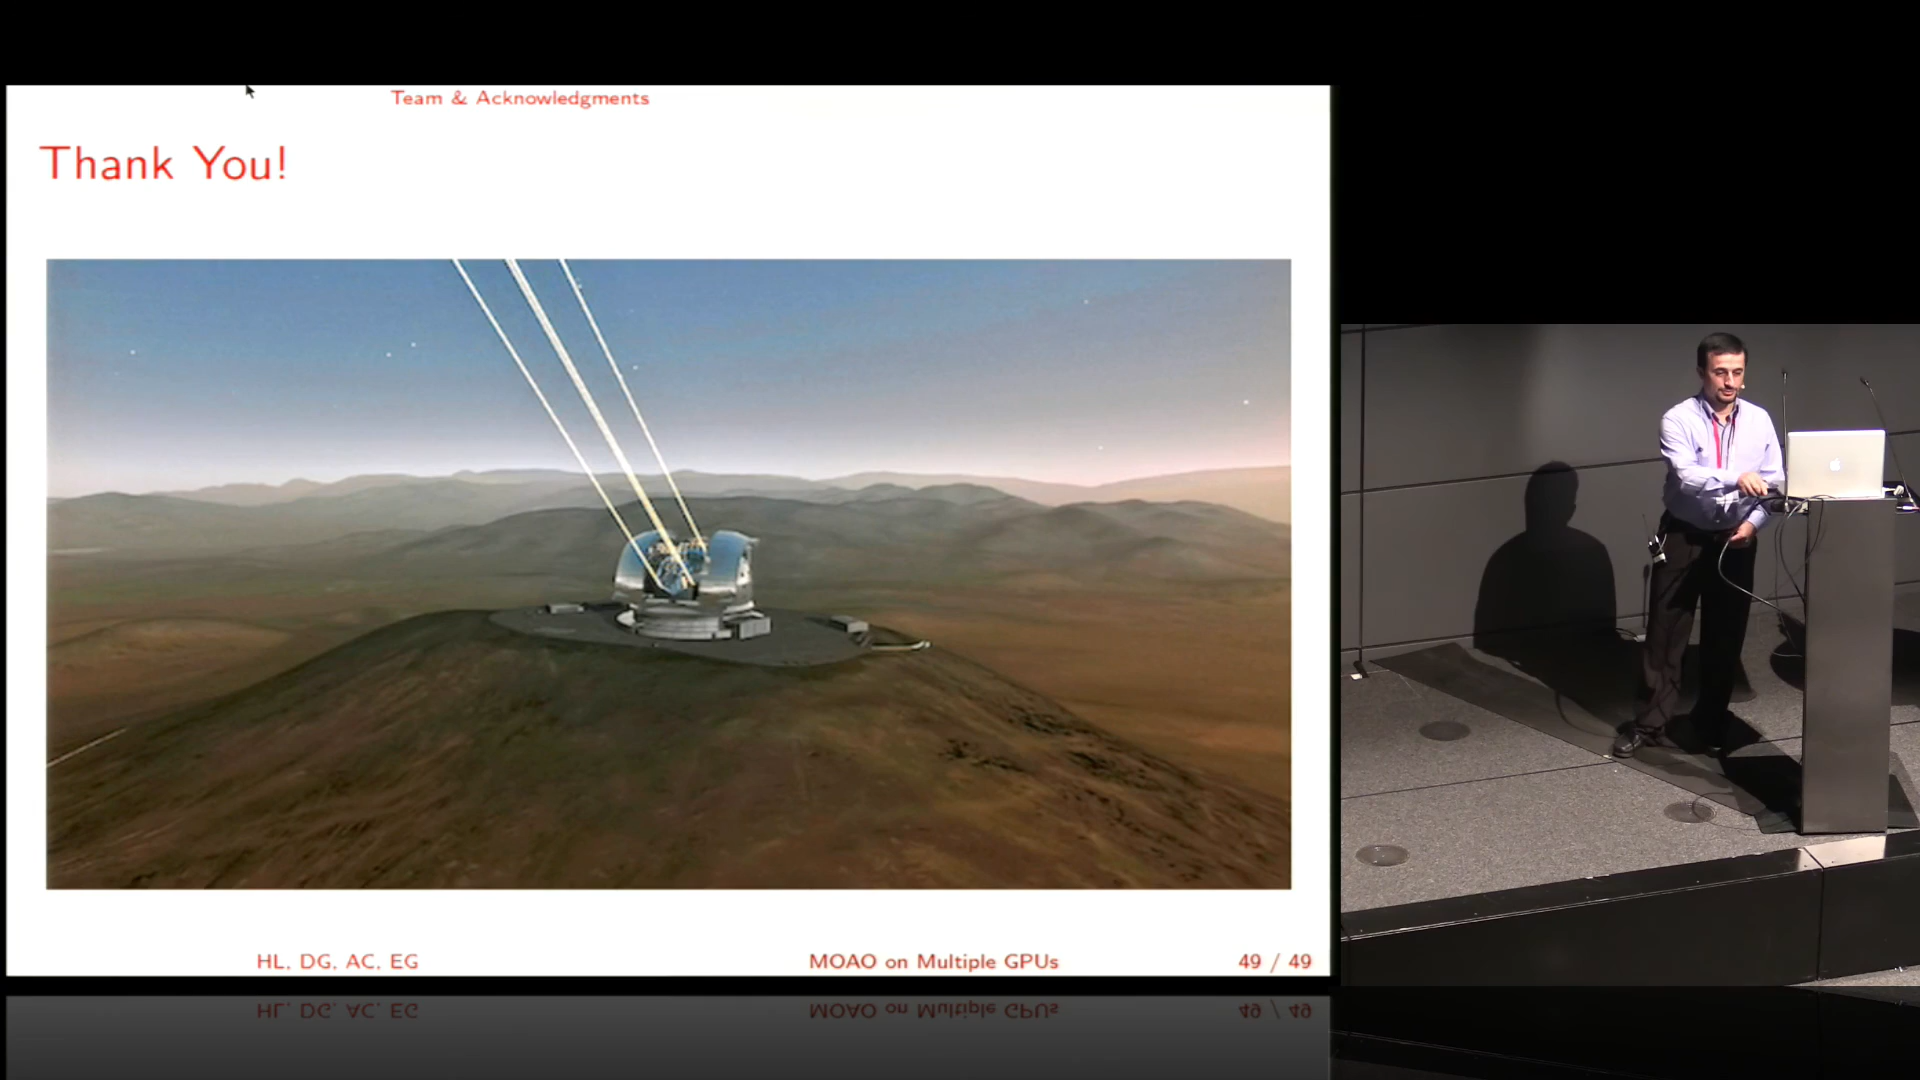 Team & Acknowledgments
Thank You!
HL, DG, AC, EG
MOAO on Multiple GPUs
49 / 49